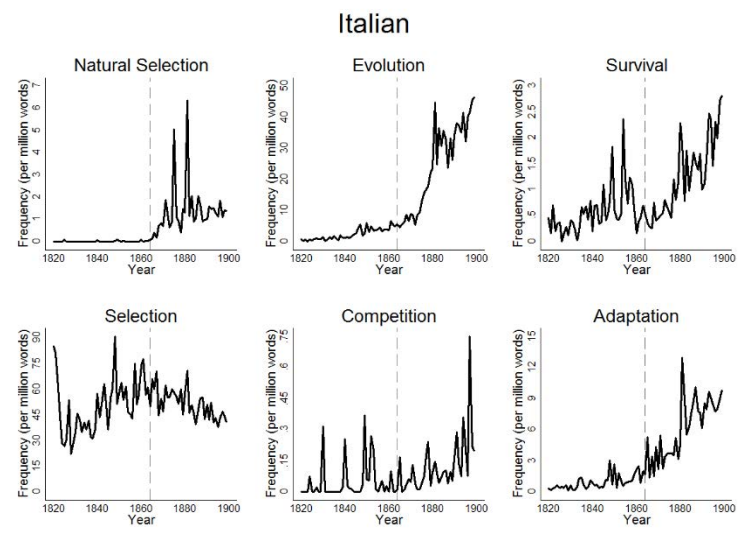 Italian
Natural Selection
Frequency (per million words)
0 1 2 3 4 5 6 7
1820 1840 1860 1880 1900
Year
Evolution
Frequency (per million words)
0 10 20 30 40 50
1820 1840 1860 1880 1900
Year
Survival
Frequency (per million words)
0 .5 1 1.5 2 2.5 3
1820 1840 1860 1880 1900
Year
Selection
Frequency (per million words)
0 15 30 45 60 75 90
1820 1840 1860 1880 1900
Year
Competition
Frequency (per million words)
0 .15 .3 .45 .6 .75
1820 1840 1860 1880 1900
Year
Adaptation
Frequency (per million words)
0 3 6 9 12 15
1820 1840 1860 1880 1900
Year